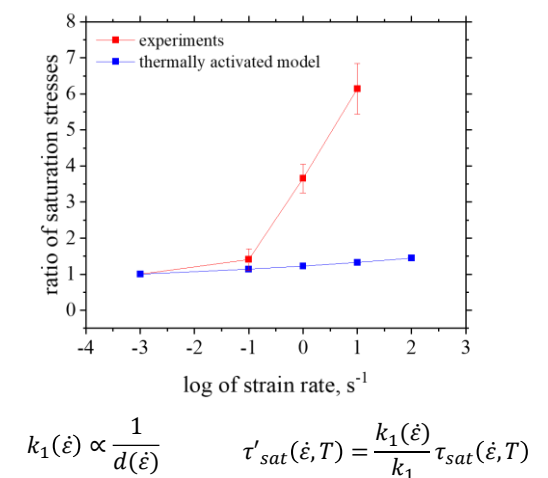 8
experiments
7
thermally activated model
6
5
4
3
2
1
0
ratio of saturation stresses
-4 -3 -2 -1 0 1 2 3
log of strain rate, s⁻¹
k₁(ε̇) ∝ 1/d(ε̇)
τ'ₛₐₜ(ε̇, T) = k₁(ε̇)/k₁ τₛₐₜ(ε̇, T)